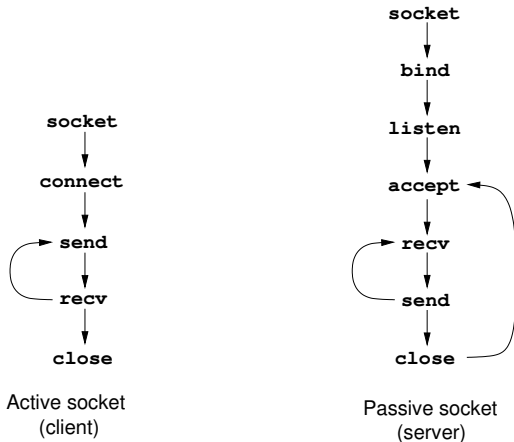 socket
connect
send
recv
close
Active socket
(client)
socket
bind
listen
accept
recv
send
close
Passive socket
(server)